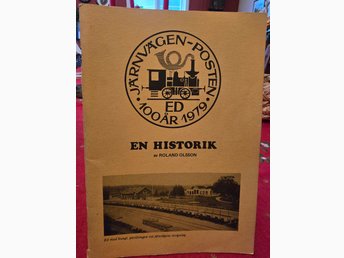 JÄRNVÄGEN-POSTEN
ED
100 ÅR 1979
EN HISTORIK
av ROLAND OLSSON